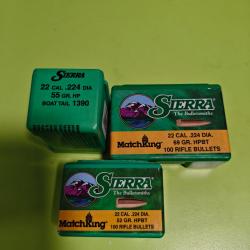 SIERRA
22 CAL .224 DIA
55 GR. HP
BOAT TAIL 1390
SIERRA
The Bulletsmiths
MatchKing
22 CAL .224 DIA.
69 GR. HPBT
100 RIFLE BULLETS
SIERRA
The Bulletsmiths
MatchKing
22 CAL. .224 DIA.
52 GR. HPBT
100 RIFLE BULLETS